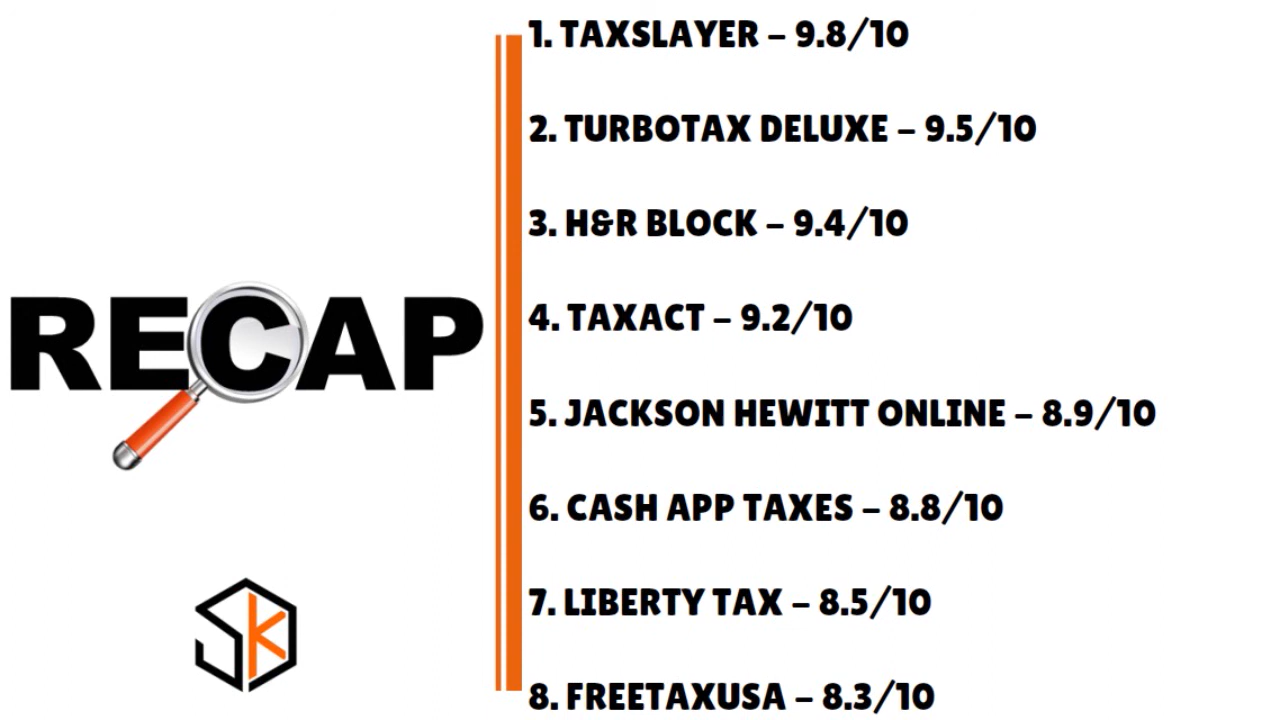 RECAP
SK
1. TAXSLAYER – 9.8/10
2. TURBOTAX DELUXE – 9.5/10
3. H&R BLOCK – 9.4/10
4. TAXACT – 9.2/10
5. JACKSON HEWITT ONLINE – 8.9/10
6. CASH APP TAXES – 8.8/10
7. LIBERTY TAX – 8.5/10
8. FREETAXUSA – 8.3/10